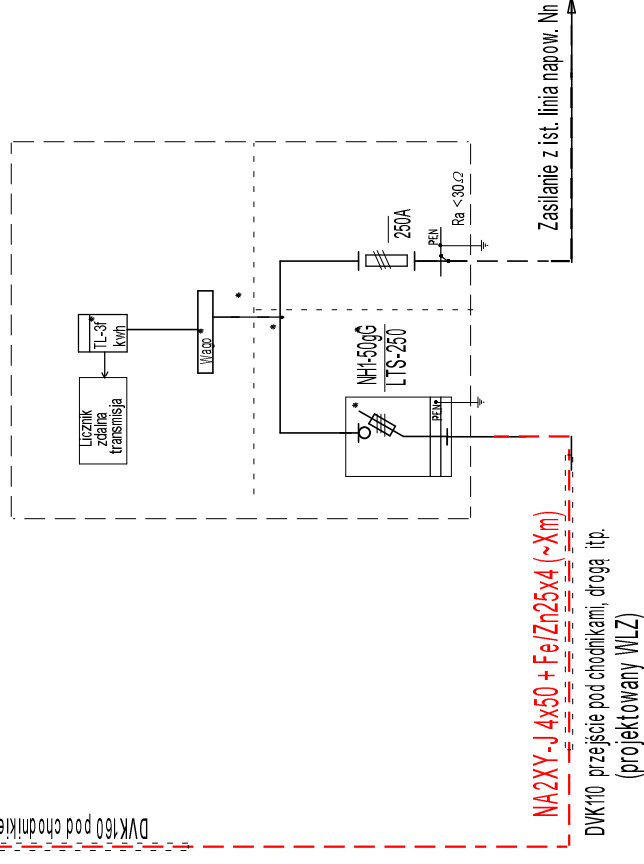 Zasilanie z ist. linia napow. Nn
Ra <30Ω
PEN
250A
TL-3f
kwh
Wago
Licznik
zdalna
transmisja
NH1-50gG
LTS-250
PEN
NA2XY-J 4x50 + Fe/Zn25x4 (~Xm)
DVK110 przejście pod chodnikami, drogą itp.
(projektowany WLZ)
DVK160 pod chodnikie